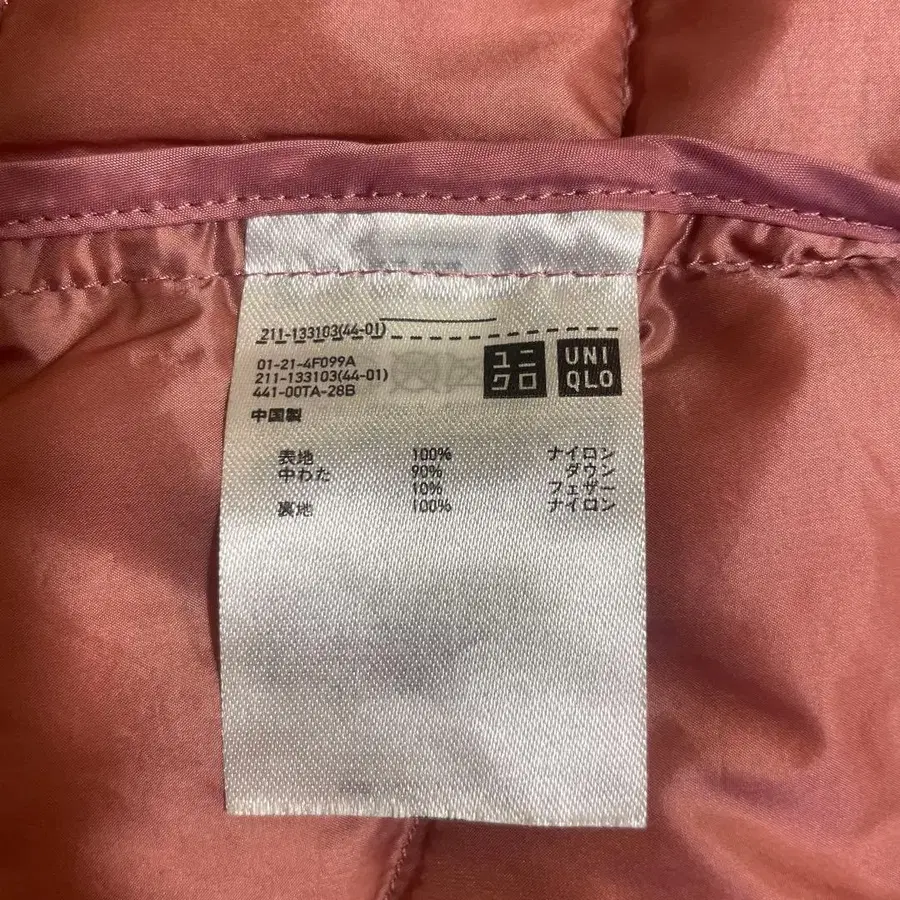 211-133103(44-01)
01-21-4F099A
211-133103(44-01)
441-00TA-28B
ユニ
クロ
UNI
QLO
中国製
表地 100% ナイロン
中わた 90% ダウン
10% フェザー
裏地 100% ナイロン